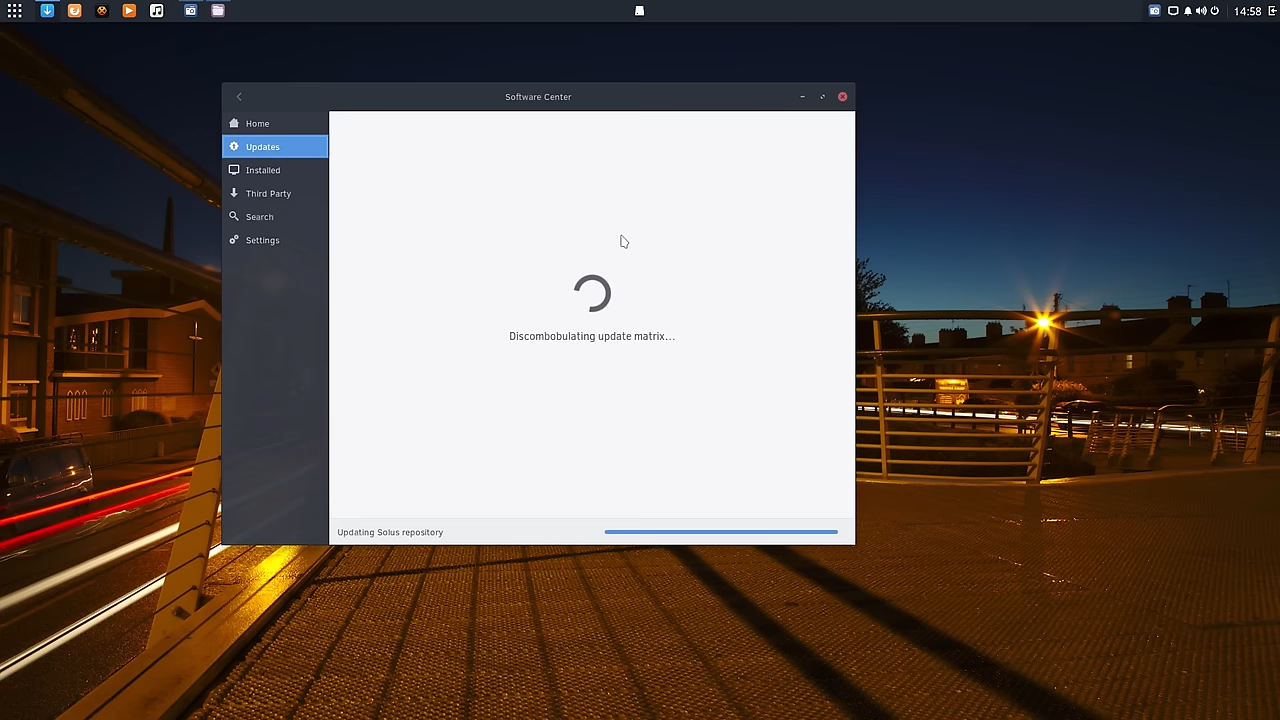 14:58
Software Center
Home
Updates
Installed
Third Party
Search
Settings
Discombobulating update matrix...
Updating Solus repository